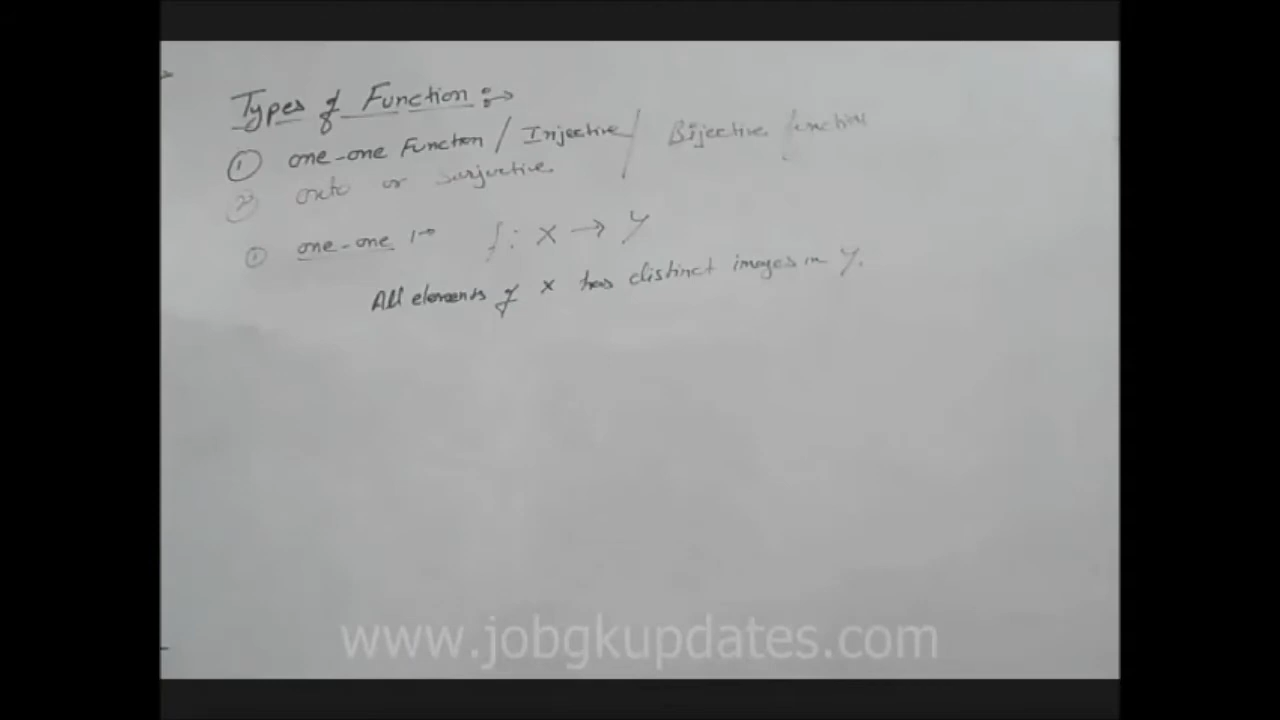 Types of Function :→
① one-one Function / Injective / Bijective function
② onto or surjective
① one-one :→ f : X → Y
All elements of X has distinct images in Y.
www.jobgkupdates.com